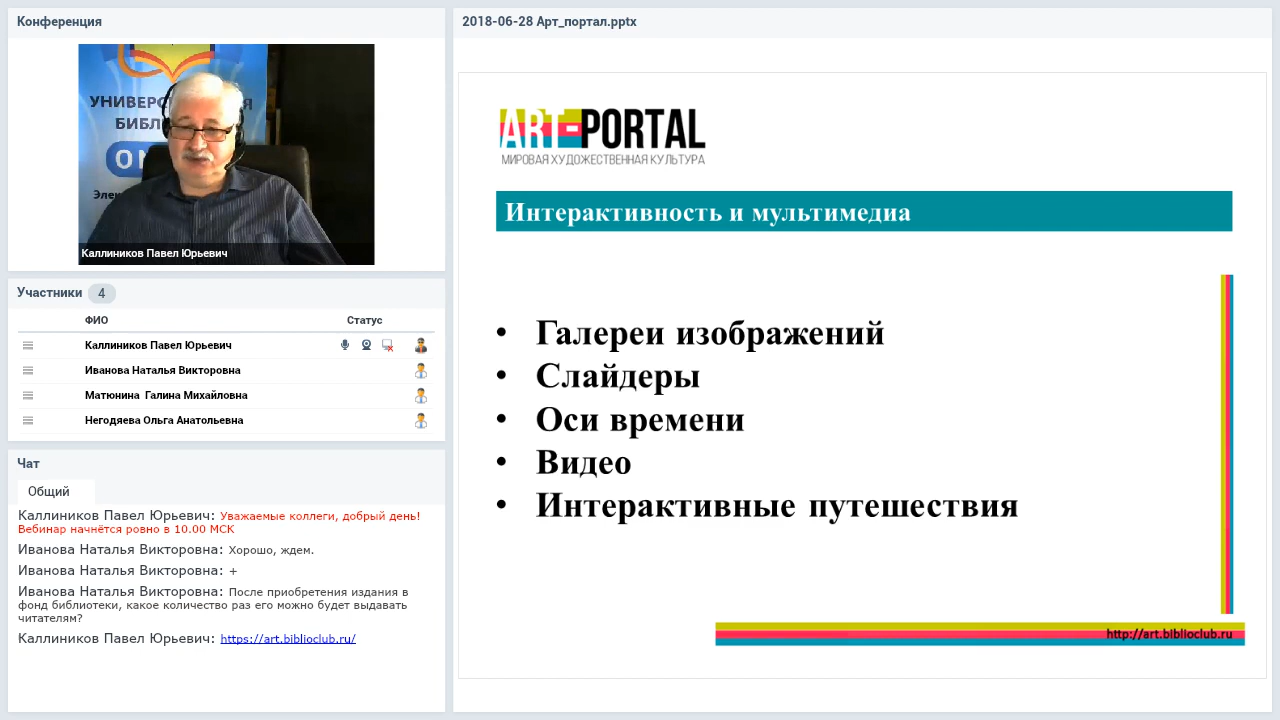 Конференция
УНИВЕРС
БИБЛ
Каллиников Павел Юрьевич
Участники 4
ФИО Статус
Каллиников Павел Юрьевич
Иванова Наталья Викторовна
Матюнина Галина Михайловна
Негодяева Ольга Анатольевна
Чат
Общий
Каллиников Павел Юрьевич: Уважаемые коллеги, добрый день!
Вебинар начнётся ровно в 10.00 МСК
Иванова Наталья Викторовна: Хорошо, ждем.
Иванова Наталья Викторовна: +
Иванова Наталья Викторовна: После приобретения издания в
фонд библиотеки, какое количество раз его можно будет выдавать
читателям?
Каллиников Павел Юрьевич: https://art.biblioclub.ru/
2018-06-28 Арт_портал.pptx
ART-PORTAL
МИРОВАЯ ХУДОЖЕСТВЕННАЯ КУЛЬТУРА
Интерактивность и мультимедиа
• Галереи изображений
• Слайдеры
• Оси времени
• Видео
• Интерактивные путешествия
http://art.biblioclub.ru